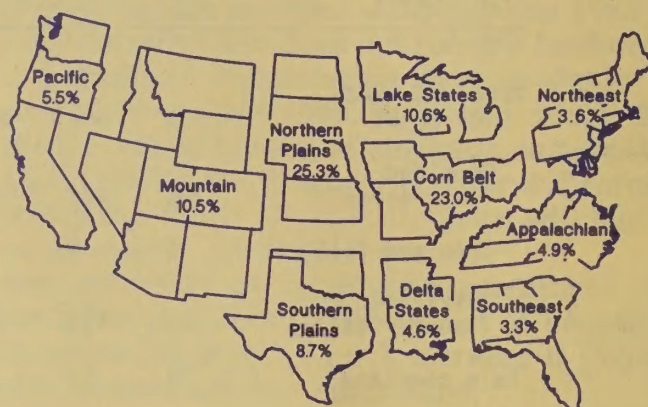 Pacific
5.5%
Mountain
10.5%
Northern
Plains
25.3%
Lake States
10.6%
Corn Belt
23.0%
Northeast
3.6%
Appalachian
4.9%
Southern
Plains
8.7%
Delta
States
4.6%
Southeast
3.3%